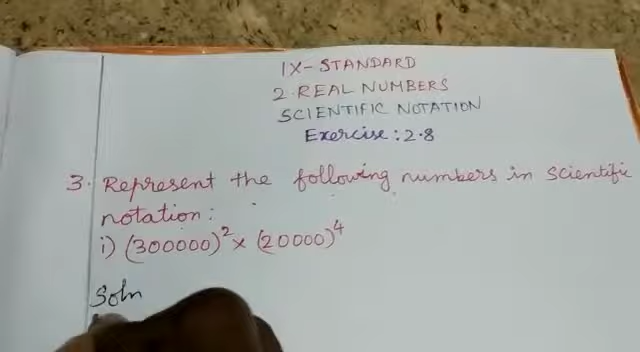 IX-STANDARD
2. REAL NUMBERS
SCIENTIFIC NOTATION
Exercise: 2.8
3. Represent the following numbers in scientific
notation:
i) (300000)² × (20000)⁴
Soln